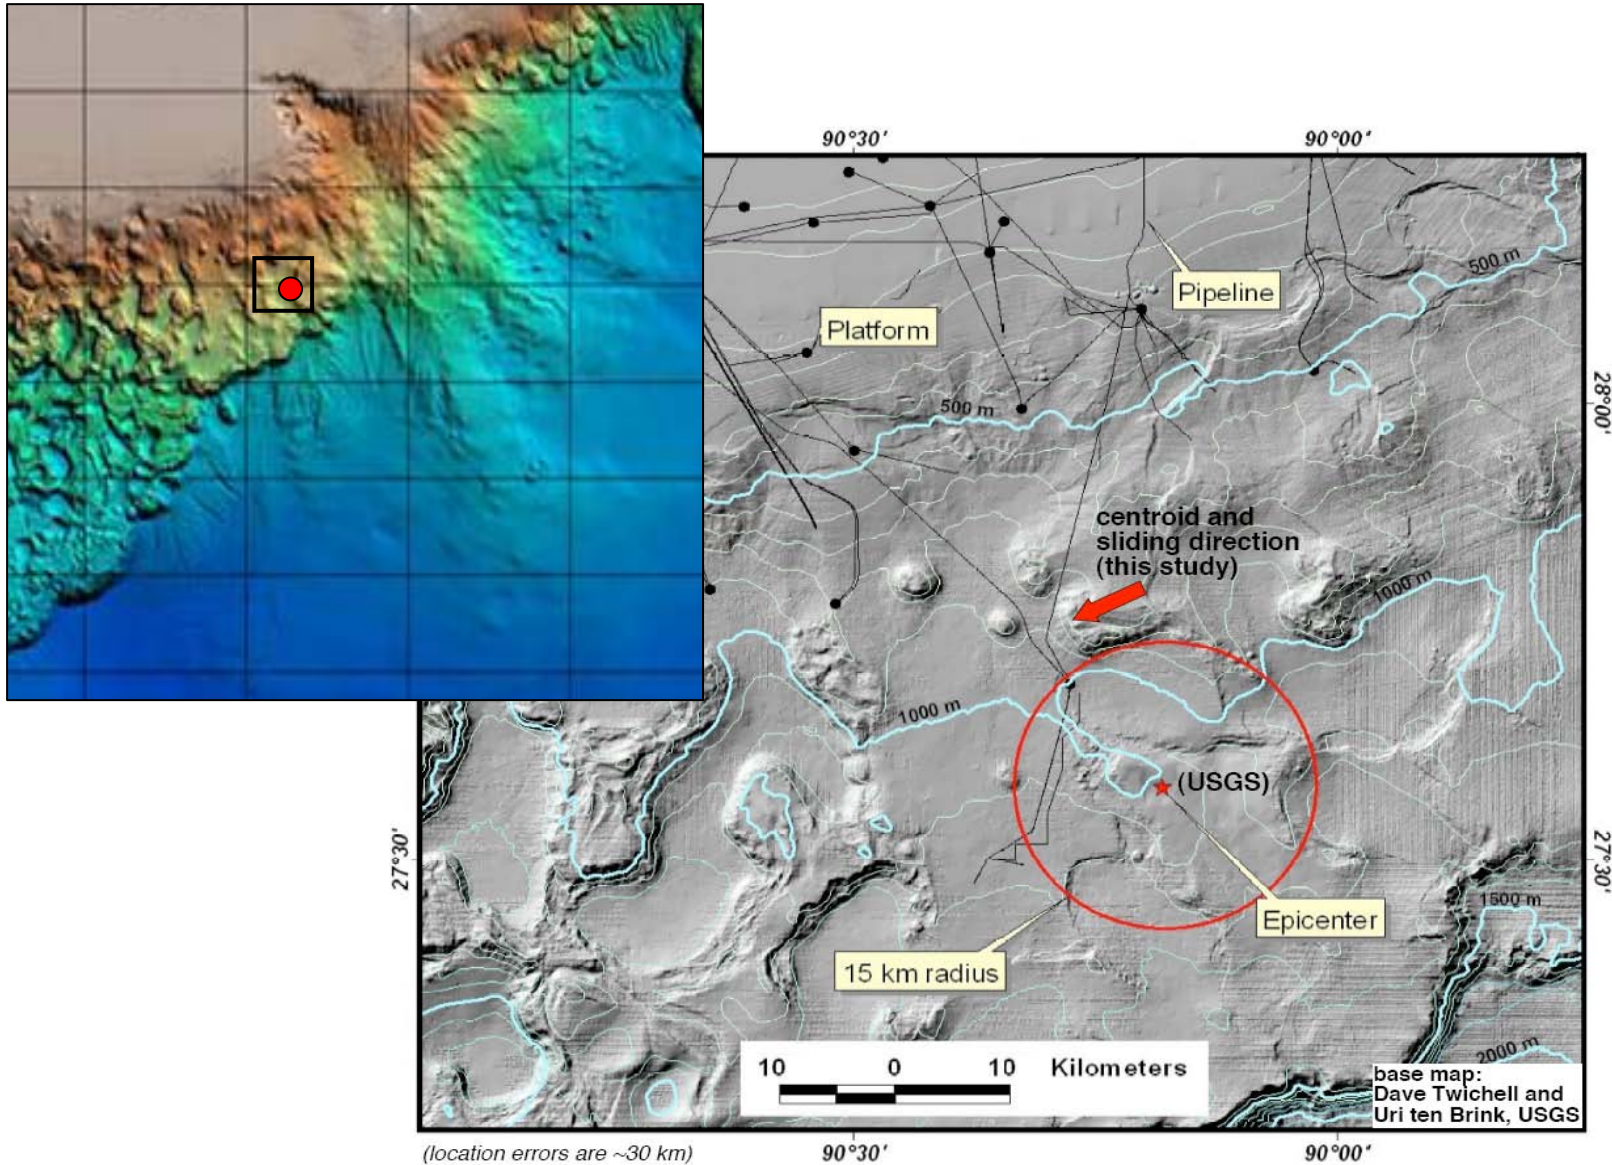 90°30'
90°00'
500 m
Pipeline
Platform
28°00'
500 m
centroid and
sliding direction
(this study)
1000 m
1000 m
(USGS)
27°30'
27°30'
1500 m
Epicenter
15 km radius
2000 m
10 0 10 Kilometers
base map:
Dave Twichell and
Uri ten Brink, USGS
(location errors are ~30 km)
90°30'
90°00'